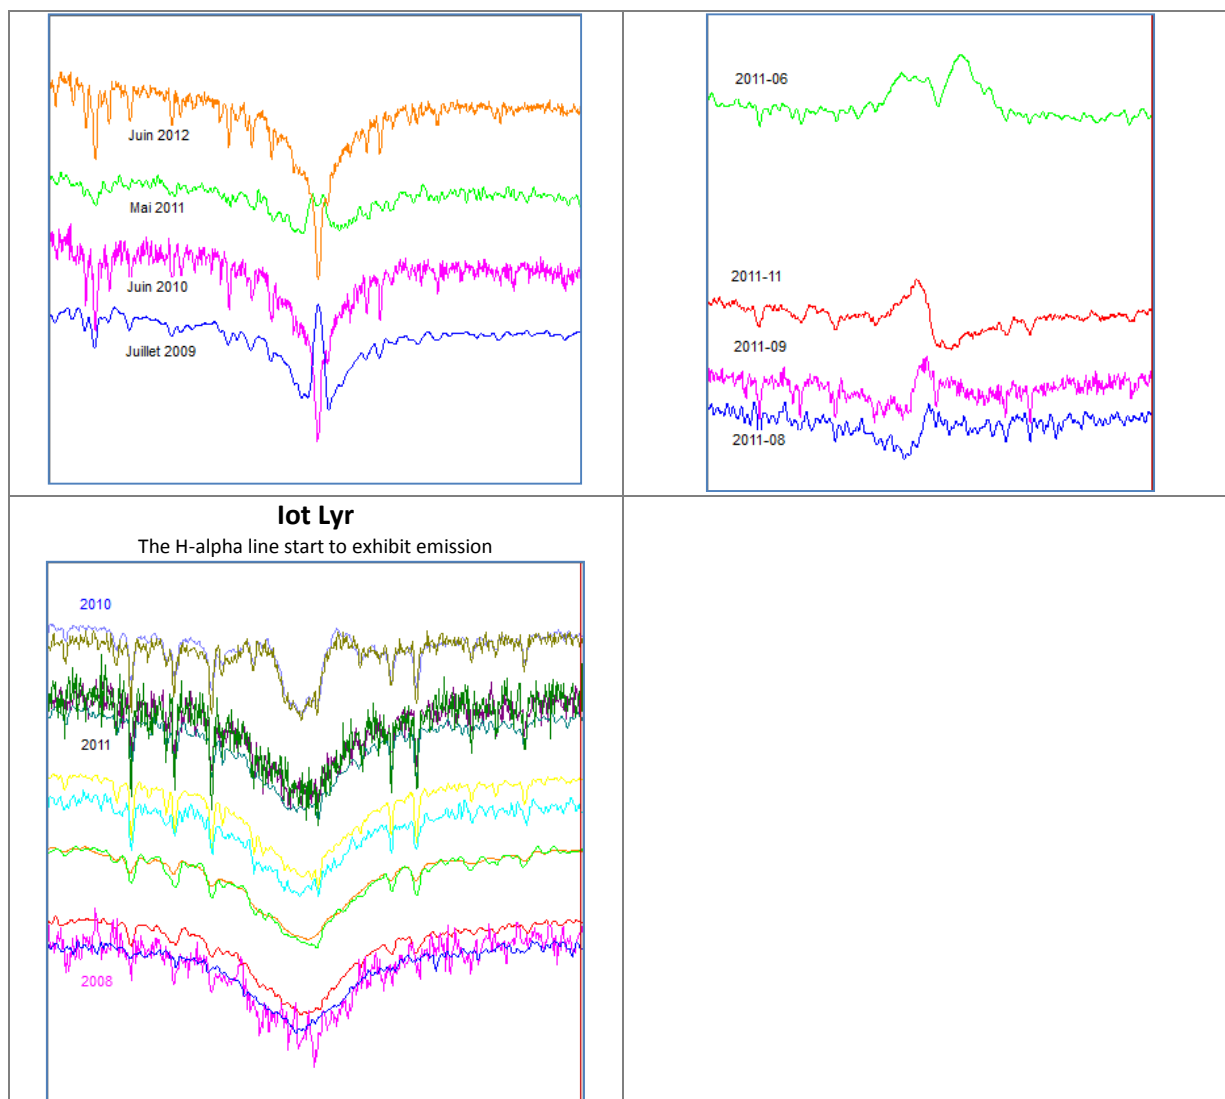 Juin 2012
Mai 2011
Juin 2010
Juillet 2009
2011-06
2011-11
2011-09
2011-08
Iot Lyr
The H-alpha line start to exhibit emission
2010
2011
2008